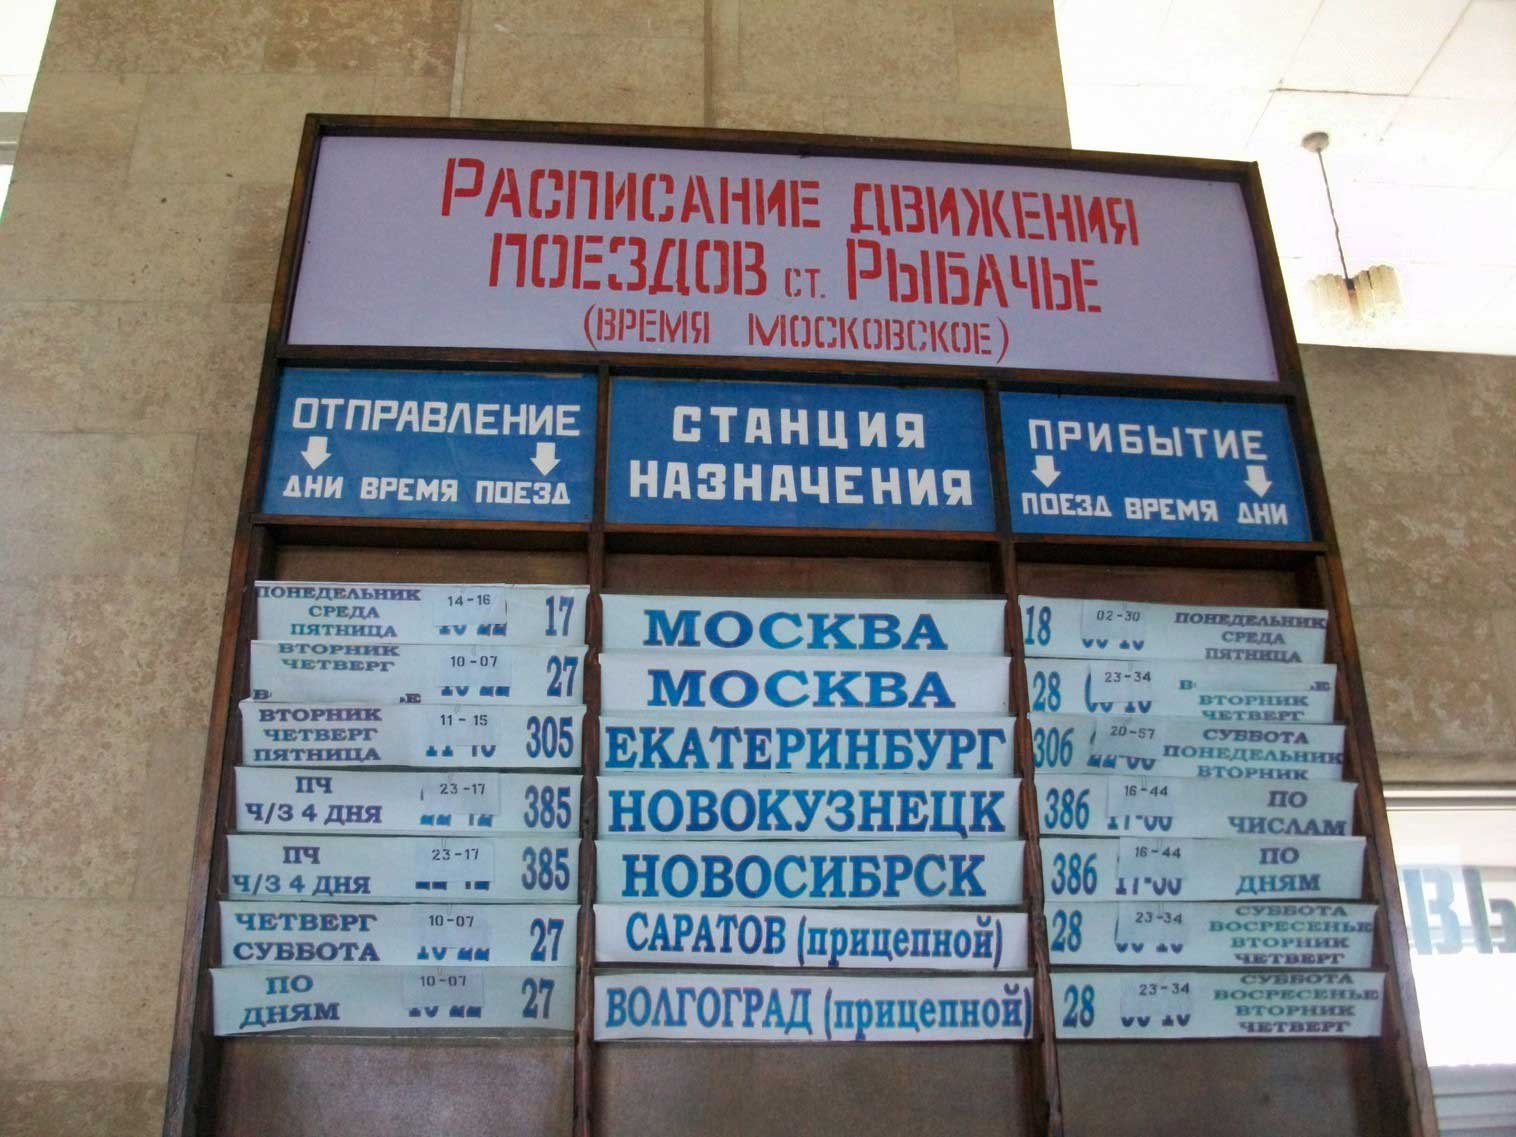 РАСПИСАНИЕ ДВИЖЕНИЯ
ПОЕЗДОВ СТ. РЫБАЧЬЕ
(ВРЕМЯ МОСКОВСКОЕ)
ОТПРАВЛЕНИЕ
ДНИ ВРЕМЯ ПОЕЗД
СТАНЦИЯ
НАЗНАЧЕНИЯ
ПРИБЫТИЕ
ПОЕЗД ВРЕМЯ ДНИ
ПОНЕДЕЛЬНИК
СРЕДА
ПЯТНИЦА
14-16
17
МОСКВА
18
02-30
ПОНЕДЕЛЬНИК
СРЕДА
ПЯТНИЦА
ВТОРНИК
ЧЕТВЕРГ
10-07
27
МОСКВА
28
23-34
ВТОРНИК
ЧЕТВЕРГ
ВТОРНИК
ЧЕТВЕРГ
ПЯТНИЦА
11-15
305
ЕКАТЕРИНБУРГ
306
20-57
СУББОТА
ПОНЕДЕЛЬНИК
ВТОРНИК
ПЧ
Ч/З 4 ДНЯ
23-17
385
НОВОКУЗНЕЦК
386
16-44
ПО
ЧИСЛАМ
ПЧ
Ч/З 4 ДНЯ
23-17
385
НОВОСИБИРСК
386
16-44
ПО
ДНЯМ
ЧЕТВЕРГ
СУББОТА
10-07
27
САРАТОВ (прицепной)
28
23-34
СУББОТА
ВОСРЕСЕНЬЕ
ВТОРНИК
ЧЕТВЕРГ
ПО
ДНЯМ
10-07
27
ВОЛГОГРАД (прицепной)
28
23-34
СУББОТА
ВОСРЕСЕНЬЕ
ВТОРНИК
ЧЕТВЕРГ